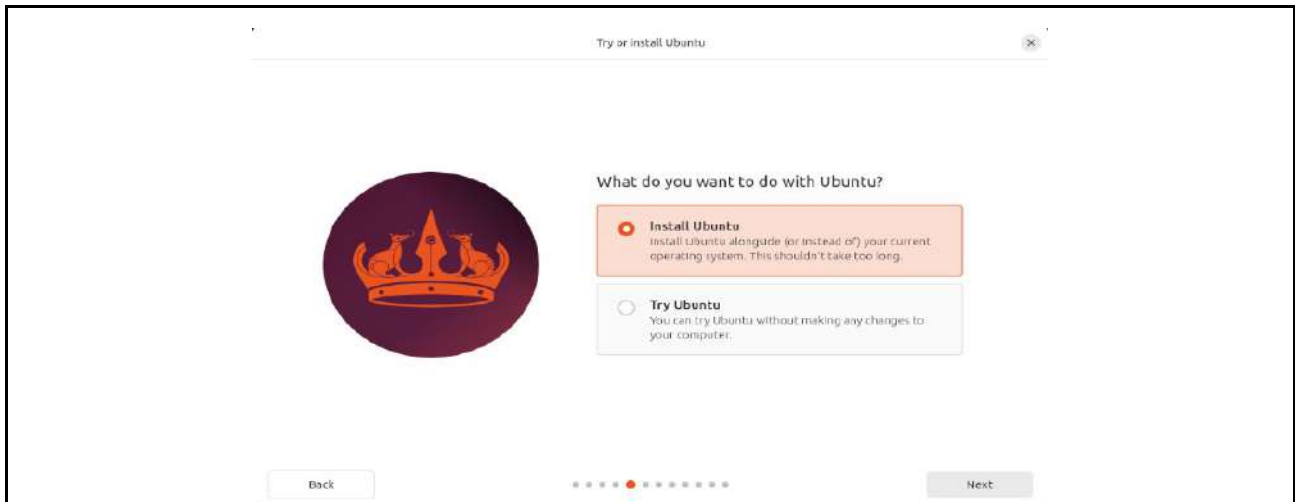 Try or install Ubuntu
What do you want to do with Ubuntu?
Install Ubuntu
Install Ubuntu alongside (or instead of) your current
operating system. This shouldn't take too long.
Try Ubuntu
You can try Ubuntu without making any changes to
your computer.
Back
Next